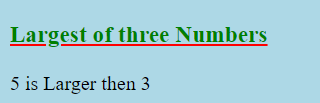 Largest of three Numbers
5 is Larger then 3